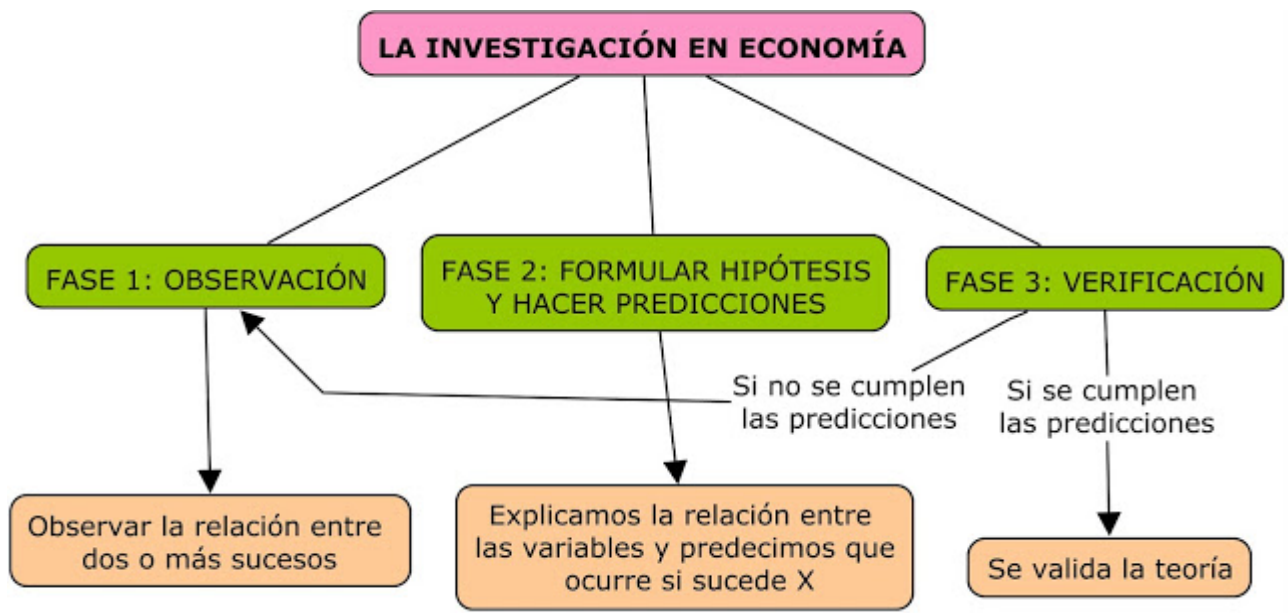 LA INVESTIGACIÓN EN ECONOMÍA
FASE 1: OBSERVACIÓN
FASE 2: FORMULAR HIPÓTESIS
Y HACER PREDICCIONES
FASE 3: VERIFICACIÓN
Si no se cumplen
las predicciones
Si se cumplen
las predicciones
Observar la relación entre
dos o más sucesos
Explicamos la relación entre
las variables y predecimos que
ocurre si sucede X
Se valida la teoría